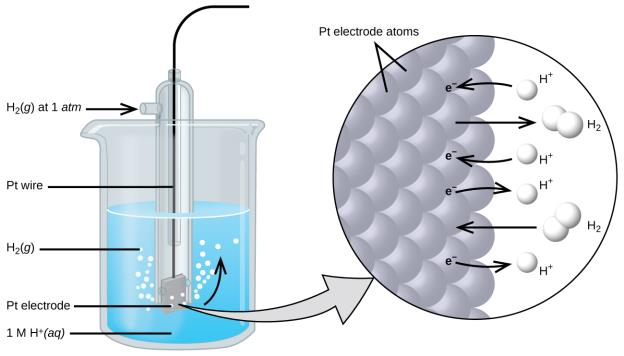 Pt electrode atoms
H₂(g) at 1 atm
Pt wire
H₂(g)
Pt electrode
1 M H⁺(aq)
e⁻ H⁺
H₂
e⁻ H⁺
e⁻ H⁺
H₂
e⁻ H⁺